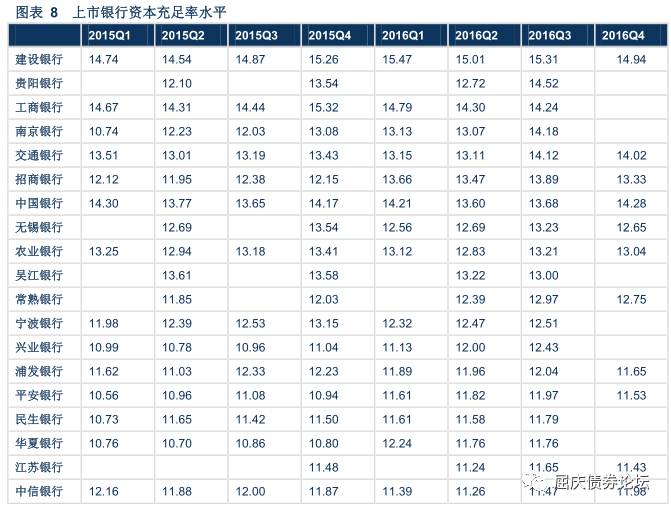 图表 8 上市银行资本充足率水平
2015Q1 2015Q2 2015Q3 2015Q4 2016Q1 2016Q2 2016Q3 2016Q4
建设银行 14.74 14.54 14.87 15.26 15.47 15.01 15.31 14.94
贵阳银行 12.10 13.54 12.72 14.52
工商银行 14.67 14.31 14.44 15.32 14.79 14.30 14.24
南京银行 10.74 12.23 12.03 13.08 13.13 13.07 14.18
交通银行 13.51 13.01 13.19 13.43 13.15 13.11 14.12 14.02
招商银行 12.12 11.95 12.38 12.15 13.66 13.47 13.89 13.33
中国银行 14.30 13.77 13.65 14.17 14.21 13.60 13.68 14.28
无锡银行 12.69 13.54 12.56 12.69 13.23 12.65
农业银行 13.25 12.94 13.18 13.41 13.12 12.83 13.21 13.04
吴江银行 13.61 13.58 13.22 13.00
常熟银行 11.85 12.03 12.39 12.97 12.75
宁波银行 11.98 12.39 12.53 13.15 12.32 12.47 12.51
兴业银行 10.99 10.78 10.96 11.04 11.13 12.00 12.43
浦发银行 11.62 11.03 12.33 12.23 11.89 11.96 12.04 11.65
平安银行 10.56 10.96 11.08 10.94 11.61 11.82 11.97 11.53
民生银行 10.73 11.65 11.42 11.50 11.61 11.58 11.79
华夏银行 10.76 10.70 10.86 10.80 12.24 11.76 11.76
江苏银行 11.48 11.24 11.65 11.43
中信银行 12.16 11.88 12.00 11.87 11.39 11.26 11.47 11.98
屈庆债券论坛